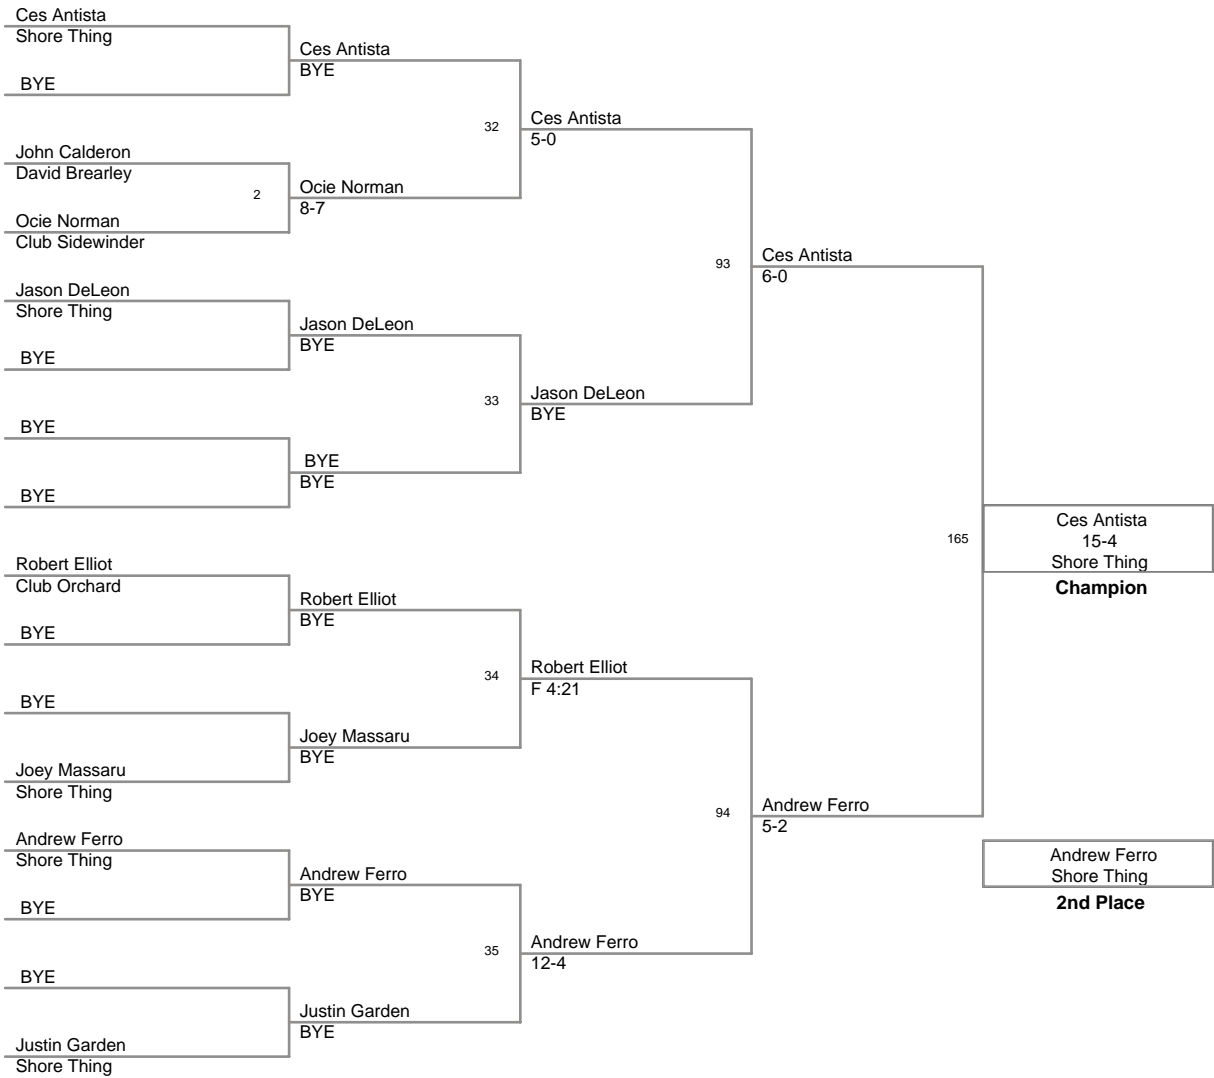 Ces Antista
Shore Thing
BYE
Ces Antista
BYE
John Calderon
David Brearley
Ocie Norman
Club Sidewinder
2
Ocie Norman
8-7
32
Ces Antista
5-0
Jason DeLeon
Shore Thing
BYE
Jason DeLeon
BYE
BYE
BYE
BYE
BYE
33
Jason DeLeon
BYE
93
Ces Antista
6-0
Robert Elliot
Club Orchard
BYE
Robert Elliot
BYE
BYE
Joey Massaru
Shore Thing
Joey Massaru
BYE
34
Robert Elliot
F 4:21
Andrew Ferro
Shore Thing
BYE
Andrew Ferro
BYE
BYE
Justin Garden
Shore Thing
Justin Garden
BYE
35
Andrew Ferro
12-4
94
Andrew Ferro
5-2
165
Ces Antista
15-4
Shore Thing
Champion
Andrew Ferro
Shore Thing
2nd Place